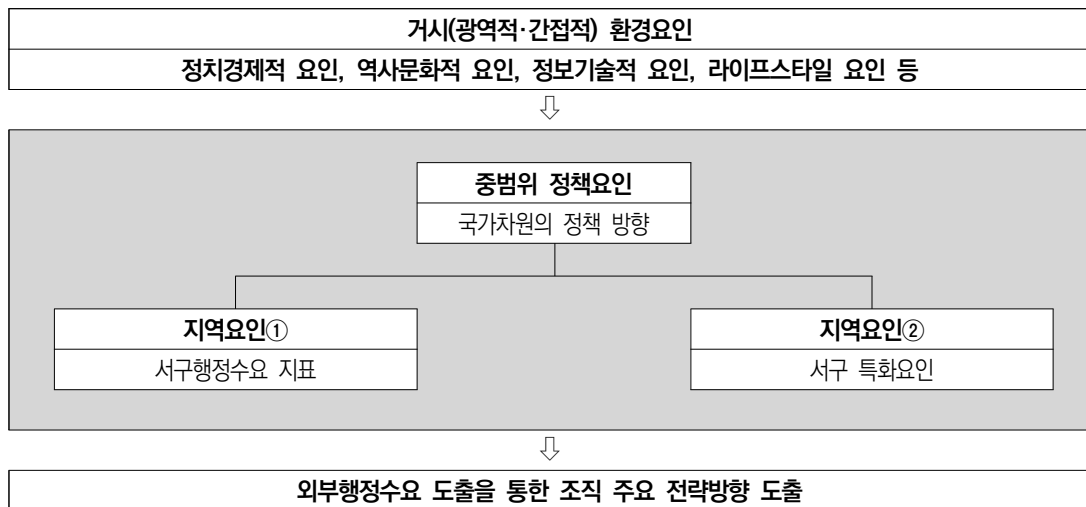 거시(광역적·간접적) 환경요인
정치경제적 요인, 역사문화적 요인, 정보기술적 요인, 라이프스타일 요인 등
중범위 정책요인
국가차원의 정책 방향
지역요인①
서구행정수요 지표
지역요인②
서구 특화요인
외부행정수요 도출을 통한 조직 주요 전략방향 도출